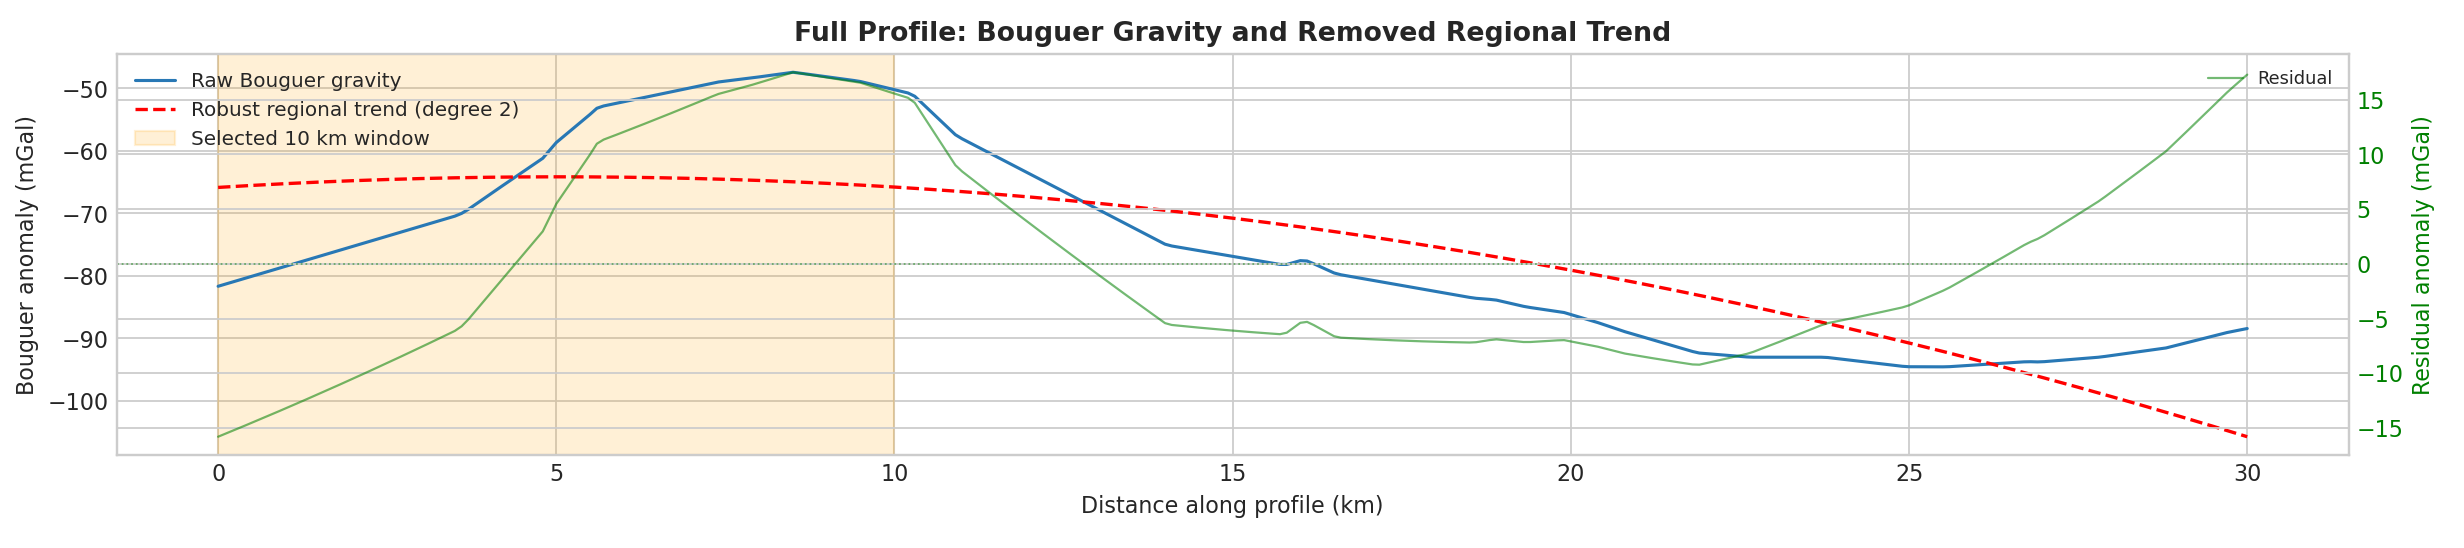 Full Profile: Bouguer Gravity and Removed Regional Trend
Raw Bouguer gravity
Robust regional trend (degree 2)
Selected 10 km window
Residual
Bouguer anomaly (mGal)
−50
−60
−70
−80
−90
−100
15
10
5
0
−5
−10
−15
Residual anomaly (mGal)
0 5 10 15 20 25 30
Distance along profile (km)